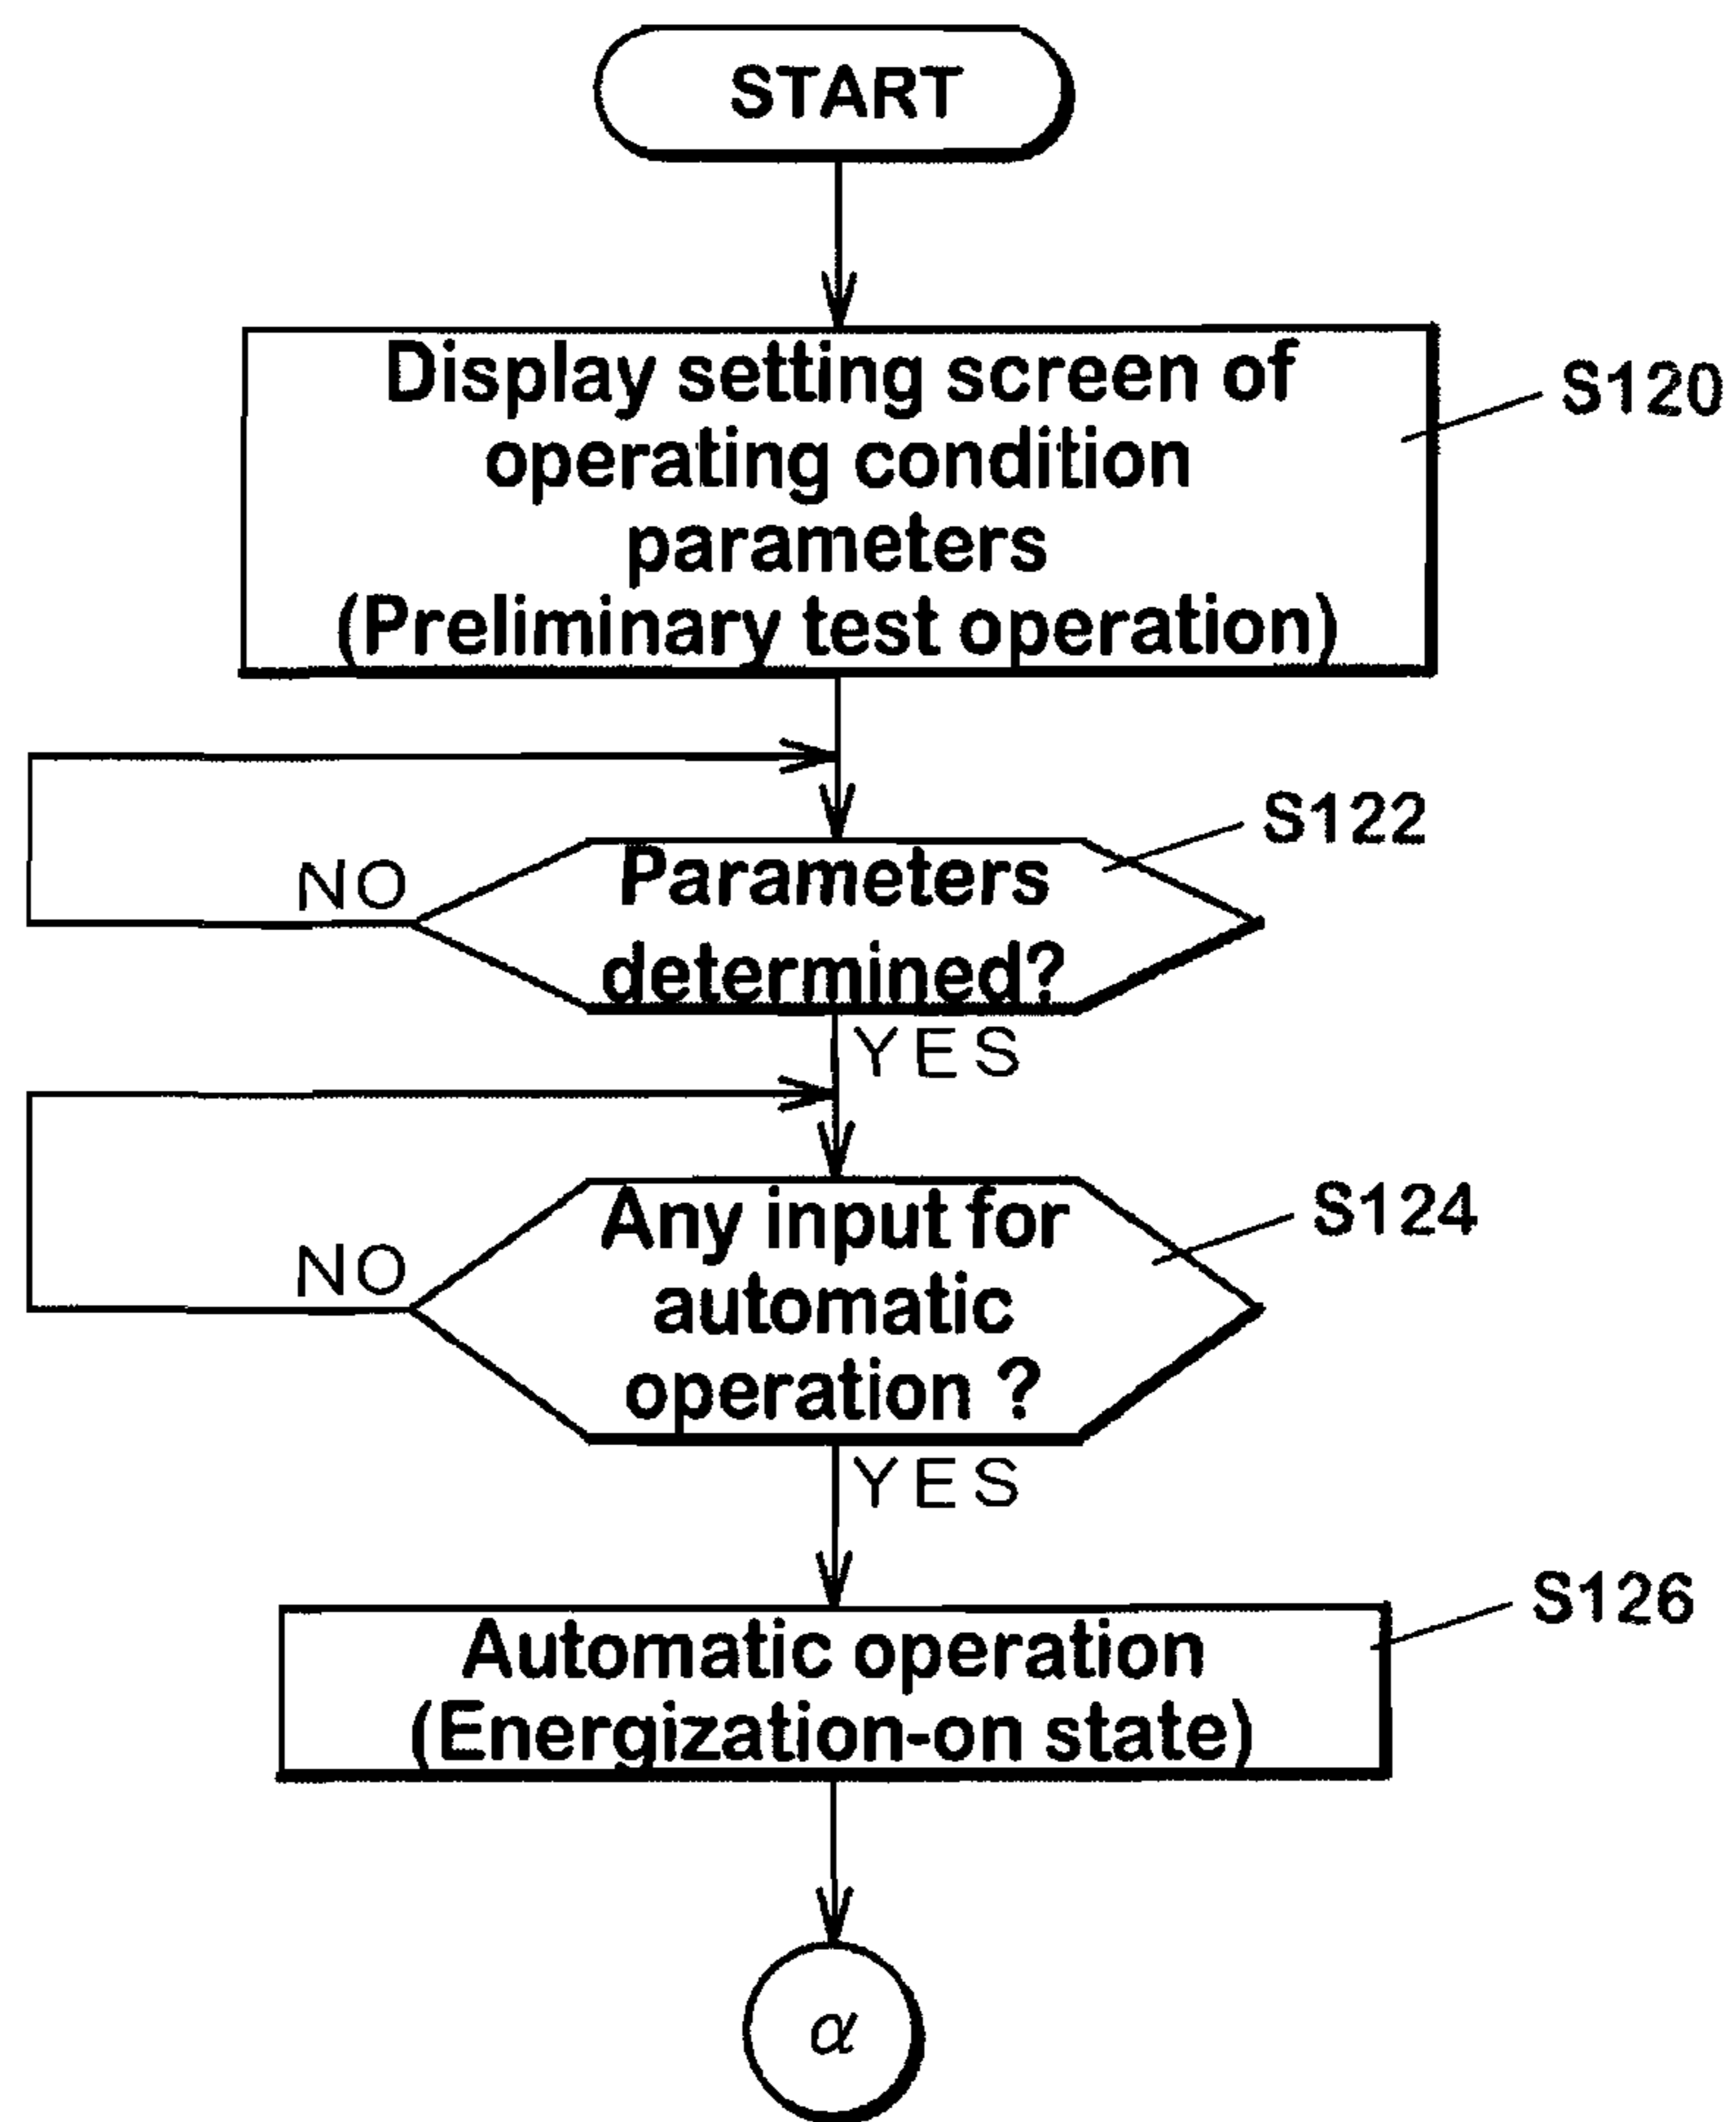 START
Display setting screen of
operating condition
parameters
(Preliminary test operation)
S120
Parameters
determined?
S122
NO
YES
Any input for
automatic
operation ?
S124
NO
YES
Automatic operation
(Energization-on state)
S126
α